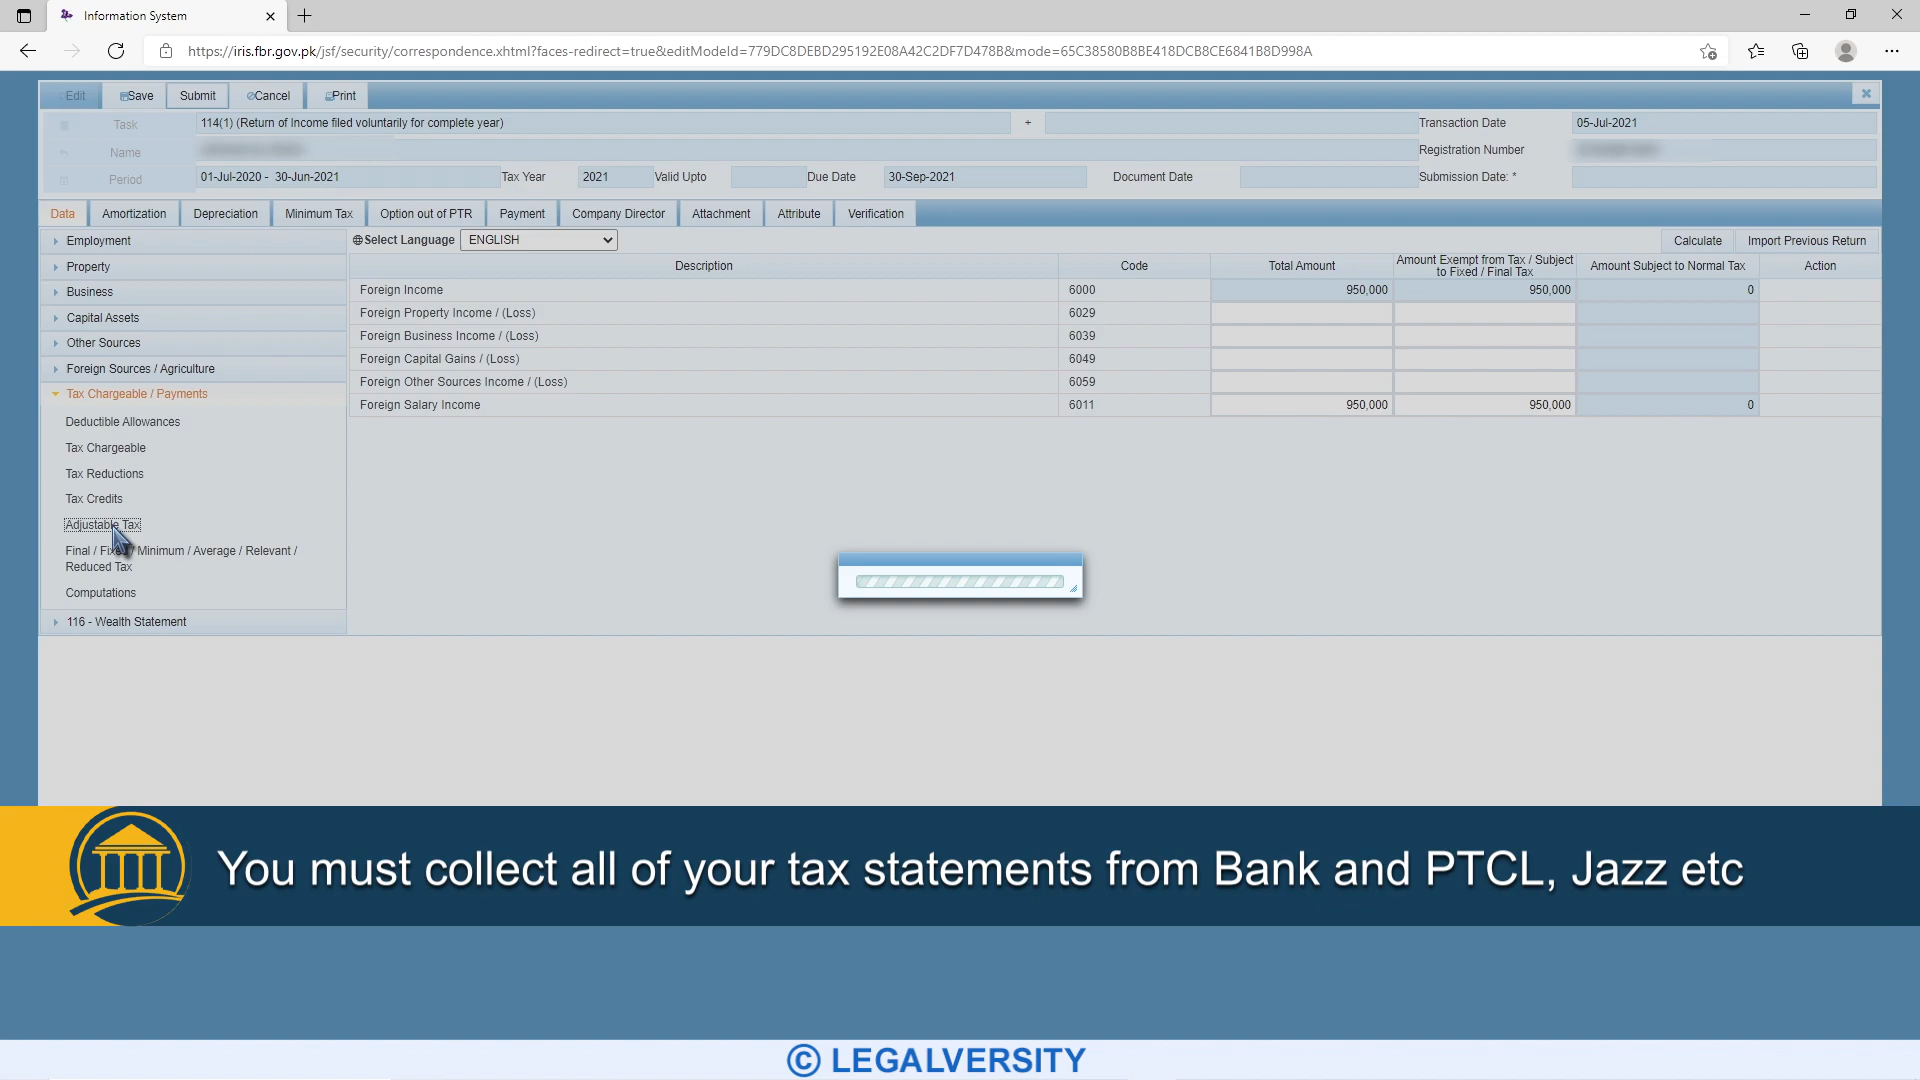 Information System
https://iris.fbr.gov.pk/jsf/security/correspondence.xhtml?faces-redirect=true&editModeId=779DC8DEBD295192E08A42C2DF7D478B&mode=65C38580B8BE418DCB8CE6841B8D998A
Edit Save Submit Cancel Print
Task 114(1) (Return of Income filed voluntarily for complete year) + Transaction Date 05-Jul-2021
Name Registration Number
Period 01-Jul-2020 - 30-Jun-2021 Tax Year 2021 Valid Upto Due Date 30-Sep-2021 Document Date Submission Date: *
Data Amortization Depreciation Minimum Tax Option out of PTR Payment Company Director Attachment Attribute Verification
Select Language ENGLISH Calculate Import Previous Return
Employment
Property
Business
Capital Assets
Other Sources
Foreign Sources / Agriculture
Tax Chargeable / Payments
Deductible Allowances
Tax Chargeable
Tax Reductions
Tax Credits
Adjustable Tax
Final / Fixed / Minimum / Average / Relevant /
Reduced Tax
Computations
116 - Wealth Statement
Description Code Total Amount Amount Exempt from Tax / Subject to Fixed / Final Tax Amount Subject to Normal Tax Action
Foreign Income 6000 950,000 950,000 0
Foreign Property Income / (Loss) 6029
Foreign Business Income / (Loss) 6039
Foreign Capital Gains / (Loss) 6049
Foreign Other Sources Income / (Loss) 6059
Foreign Salary Income 6011 950,000 950,000 0
You must collect all of your tax statements from Bank and PTCL, Jazz etc
© LEGALVERSITY